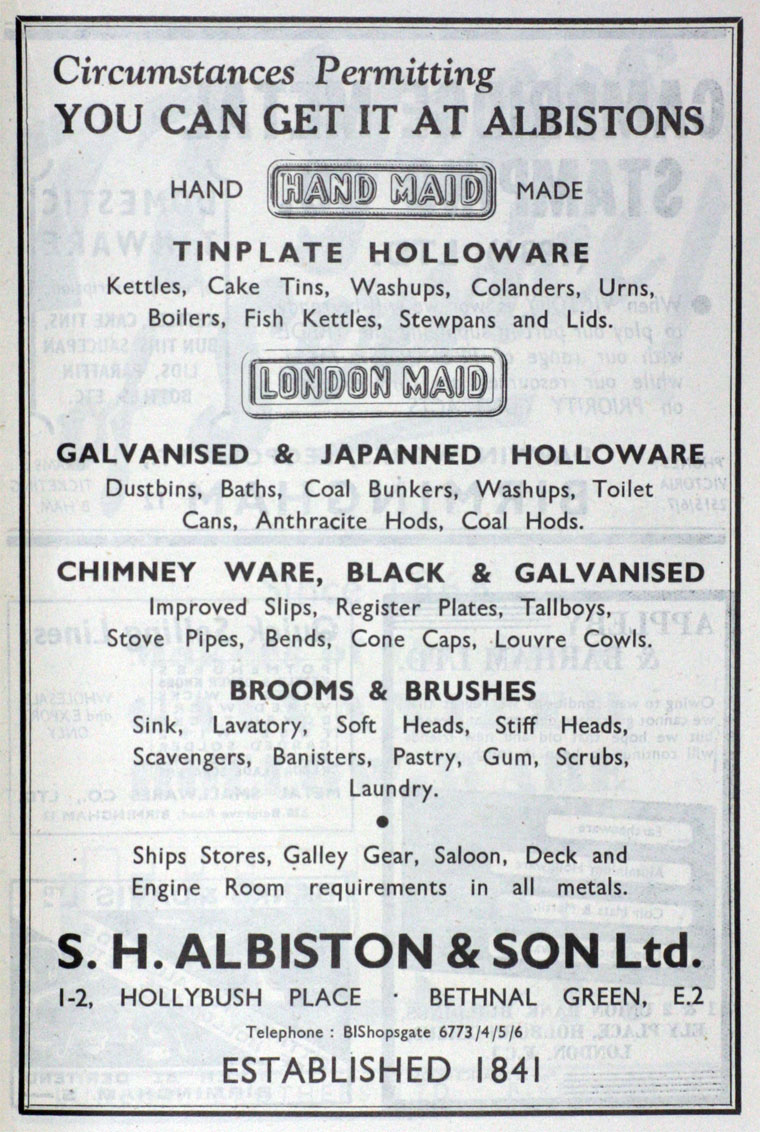 Circumstances Permitting
YOU CAN GET IT AT ALBISTONS
HAND HAND MAID MADE
TINPLATE HOLLOWARE
Kettles, Cake Tins, Washups, Colanders, Urns,
Boilers, Fish Kettles, Stewpans and Lids.
LONDON MAID
GALVANISED & JAPANNED HOLLOWARE
Dustbins, Baths, Coal Bunkers, Washups, Toilet
Cans, Anthracite Hods, Coal Hods.
CHIMNEY WARE, BLACK & GALVANISED
Improved Slips, Register Plates, Tallboys,
Stove Pipes, Bends, Cone Caps, Louvre Cowls.
BROOMS & BRUSHES
Sink, Lavatory, Soft Heads, Stiff Heads,
Scavengers, Banisters, Pastry, Gum, Scrubs,
Laundry.
Ships Stores, Galley Gear, Saloon, Deck and
Engine Room requirements in all metals.
S. H. ALBISTON & SON Ltd.
1-2, HOLLYBUSH PLACE · BETHNAL GREEN, E.2
Telephone : BIShopsgate 6773/4/5/6
ESTABLISHED 1841